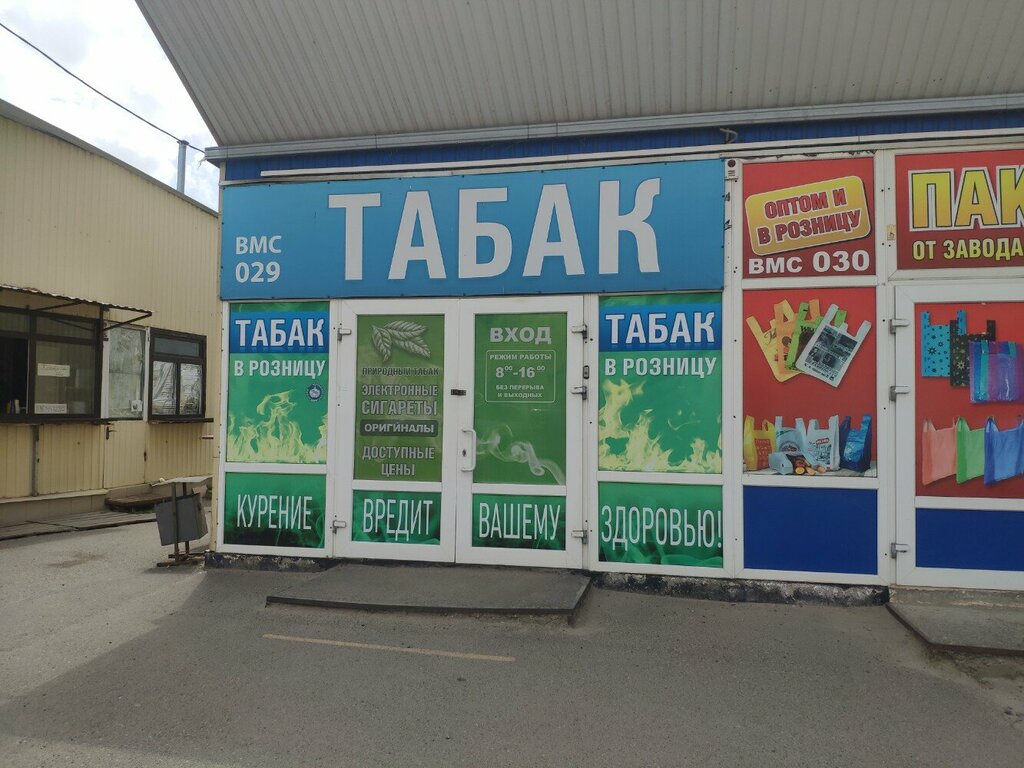 ТАБАК
ВМС
029
ТАБАК
В РОЗНИЦУ
ПРИРОДНЫЙ ТАБАК
ЭЛЕКТРОННЫЕ
СИГАРЕТЫ
ОРИГИНАЛЫ
ДОСТУПНЫЕ
ЦЕНЫ
ВХОД
РЕЖИМ РАБОТЫ
8⁰⁰-16⁰⁰
БЕЗ ПЕРЕРЫВА
И ВЫХОДНЫХ
ТАБАК
В РОЗНИЦУ
КУРЕНИЕ ВРЕДИТ ВАШЕМУ ЗДОРОВЬЮ!
ОПТОМ И
В РОЗНИЦУ
ВМС 030
ПАК
ОТ ЗАВОДА